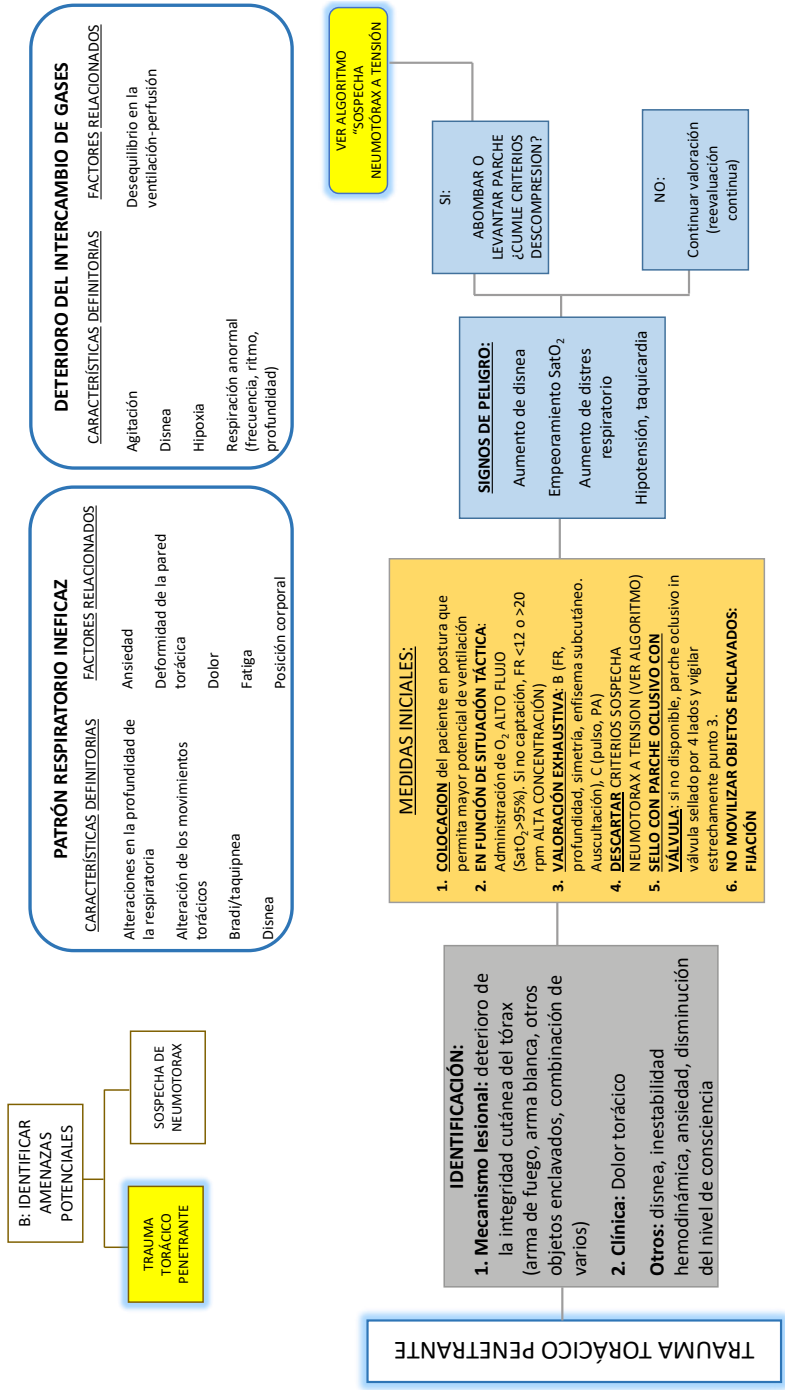 B: IDENTIFICAR
AMENAZAS
POTENCIALES
TRAUMA
TORÁCICO
PENETRANTE
SOSPECHA DE
NEUMOTORAX
PATRÓN RESPIRATORIO INEFICAZ
CARACTERÍSTICAS DEFINITORIAS
Alteraciones en la profundidad de
la respiratoria
Alteración de los movimientos
torácicos
Bradi/taquipnea
Disnea
FACTORES RELACIONADOS
Ansiedad
Deformidad de la pared
torácica
Dolor
Fatiga
Posición corporal
DETERIORO DEL INTERCAMBIO DE GASES
CARACTERÍSTICAS DEFINITORIAS
Agitación
Disnea
Hipoxia
Respiración anormal
(frecuencia, ritmo,
profundidad)
FACTORES RELACIONADOS
Desequilibrio en la
ventilación-perfusión
TRAUMA TORÁCICO PENETRANTE
IDENTIFICACIÓN:
1. Mecanismo lesional: deterioro de
la integridad cutánea del tórax
(arma de fuego, arma blanca, otros
objetos enclavados, combinación de
varios)
2. Clínica: Dolor torácico
Otros: disnea, inestabilidad
hemodinámica, ansiedad, disminución
del nivel de consciencia
MEDIDAS INICIALES:
1. COLOCACION del paciente en postura que
permita mayor potencial de ventilación
2. EN FUNCIÓN DE SITUACIÓN TÁCTICA:
Administración de O₂ ALTO FLUJO
(SatO₂>95%). Si no captación, FR <12 o >20
rpm ALTA CONCENTRACIÓN)
3. VALORACIÓN EXHAUSTIVA: B (FR,
profundidad, simetría, enfisema subcutáneo.
Auscultación), C (pulso, PA)
4. DESCARTAR CRITERIOS SOSPECHA
NEUMOTORAX A TENSION (VER ALGORITMO)
5. SELLO CON PARCHE OCLUSIVO CON
VÁLVULA: si no disponible, parche oclusivo in
válvula sellado por 4 lados y vigilar
estrechamente punto 3.
6. NO MOVILIZAR OBJETOS ENCLAVADOS:
FIJACIÓN
SIGNOS DE PELIGRO:
Aumento de disnea
Empeoramiento SatO₂
Aumento de distres
respiratorio
Hipotensión, taquicardia
SI:
ABOMBAR O
LEVANTAR PARCHE
¿CUMLE CRITERIOS
DESCOMPRESION?
NO:
Continuar valoración
(reevaluación
continua)
VER ALGORITMO
"SOSPECHA
NEUMOTÓRAX A TENSIÓN